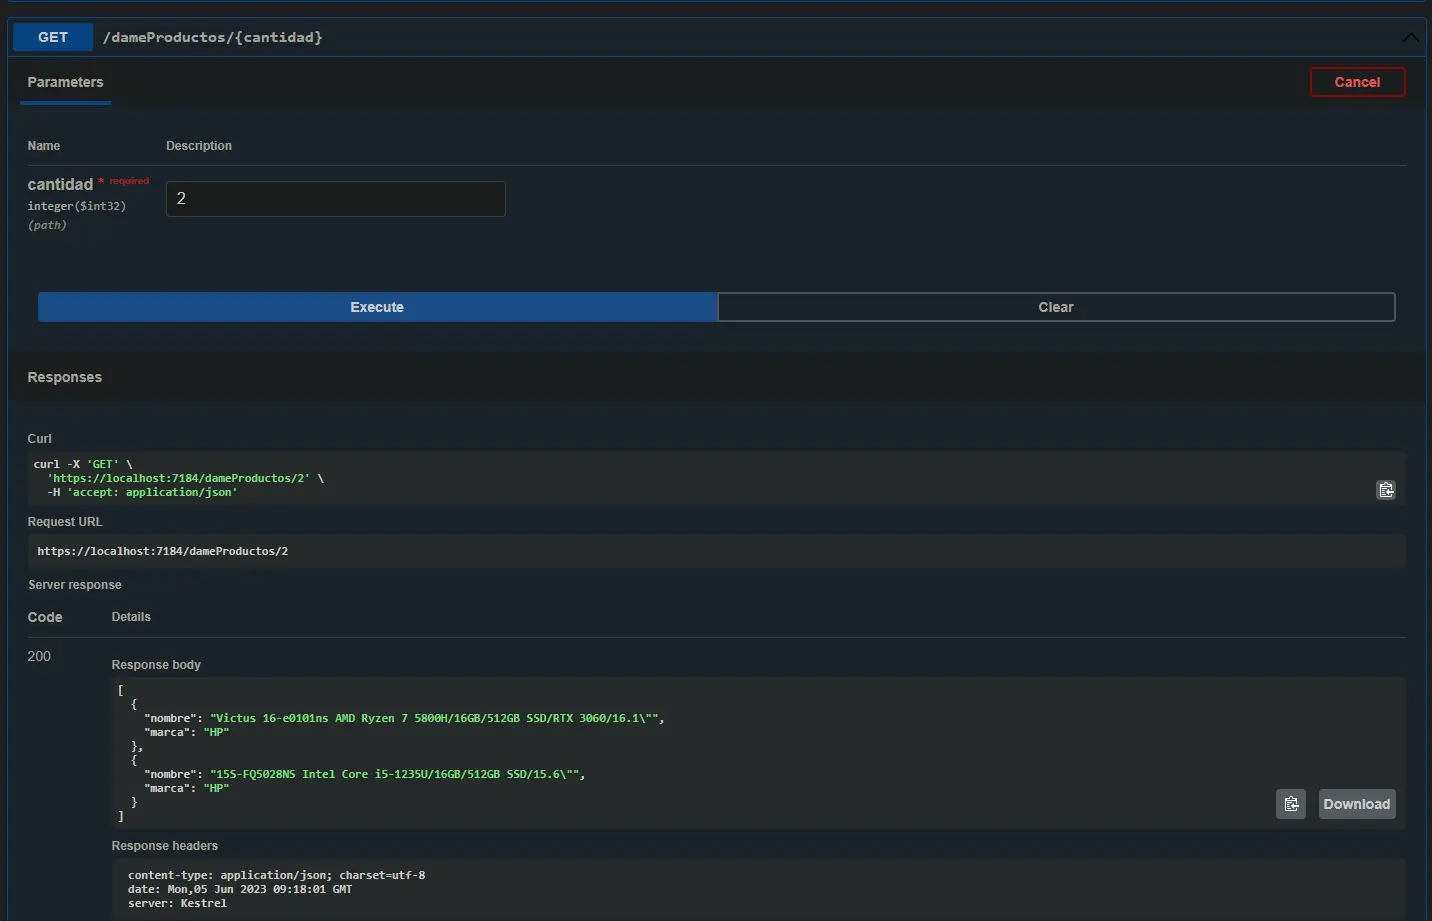 GET /dameProductos/{cantidad}
Parameters
Cancel
Name Description
cantidad * required
integer($int32)
(path)
2
Execute Clear
Responses
Curl
curl -X 'GET' \
  'https://localhost:7184/dameProductos/2' \
  -H 'accept: application/json'
Request URL
https://localhost:7184/dameProductos/2
Server response
Code Details
200
Response body
[
  {
    "nombre": "Victus 16-e0101ns AMD Ryzen 7 5800H/16GB/512GB SSD/RTX 3060/16.1\"",
    "marca": "HP"
  },
  {
    "nombre": "15S-FQ5028NS Intel Core i5-1235U/16GB/512GB SSD/15.6\"",
    "marca": "HP"
  }
]
Download
Response headers
content-type: application/json; charset=utf-8
date: Mon,05 Jun 2023 09:18:01 GMT
server: Kestrel